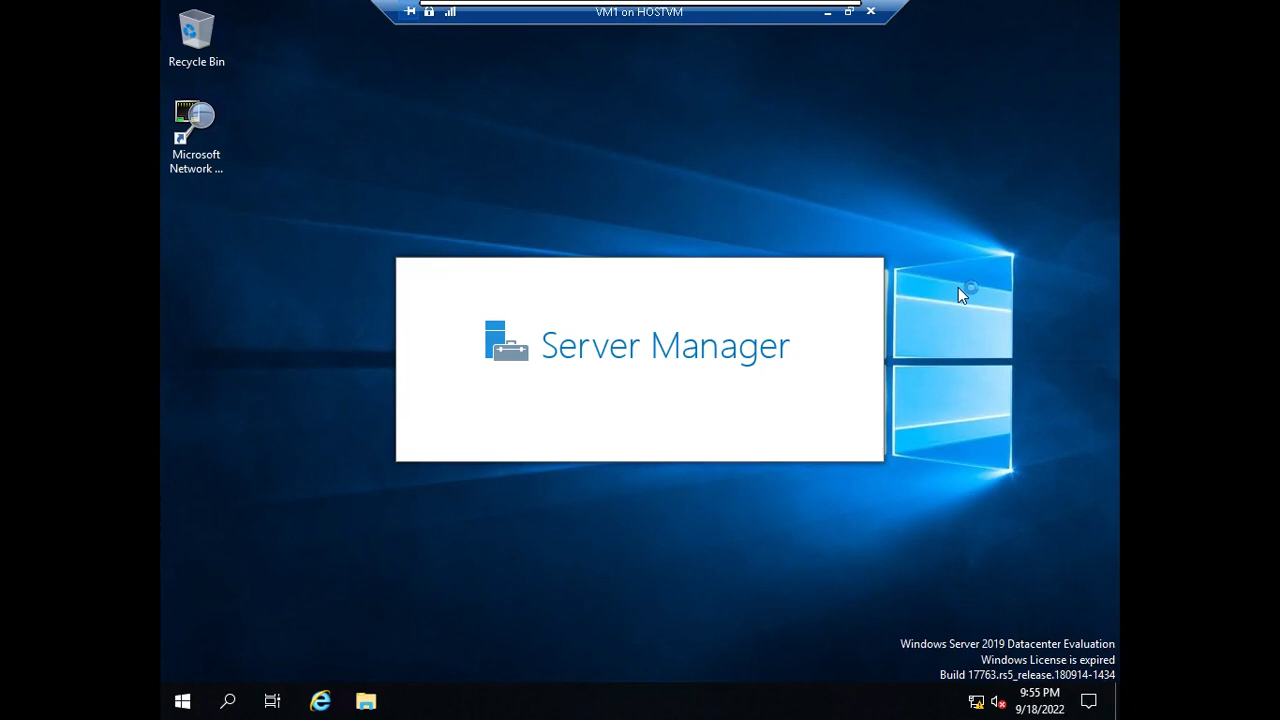 VM1 on HOSTVM
Recycle Bin
Microsoft
Network ...
Server Manager
Windows Server 2019 Datacenter Evaluation
Windows License is expired
Build 17763.rs5_release.180914-1434
9:55 PM
9/18/2022